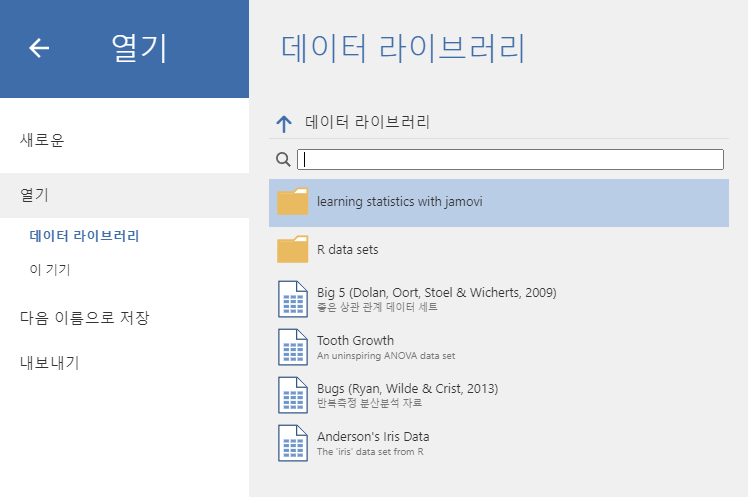 열기
새로운
열기
데이터 라이브러리
이 기기
다음 이름으로 저장
내보내기
데이터 라이브러리
데이터 라이브러리
learning statistics with jamovi
R data sets
Big 5 (Dolan, Oort, Stoel & Wicherts, 2009)
좋은 상관 관계 데이터 세트
Tooth Growth
An uninspiring ANOVA data set
Bugs (Ryan, Wilde & Crist, 2013)
반복측정 분산분석 자료
Anderson's Iris Data
The 'iris' data set from R